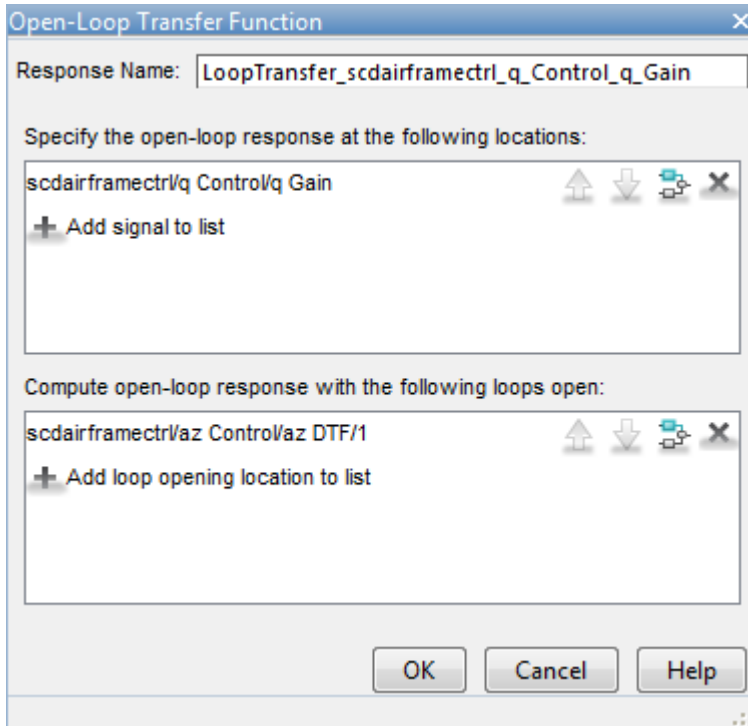 Open-Loop Transfer Function
Response Name: LoopTransfer_scdairframectrl_q_Control_q_Gain
Specify the open-loop response at the following locations:
scdairframectrl/q Control/q Gain
Add signal to list
Compute open-loop response with the following loops open:
scdairframectrl/az Control/az DTF/1
Add loop opening location to list
OK Cancel Help